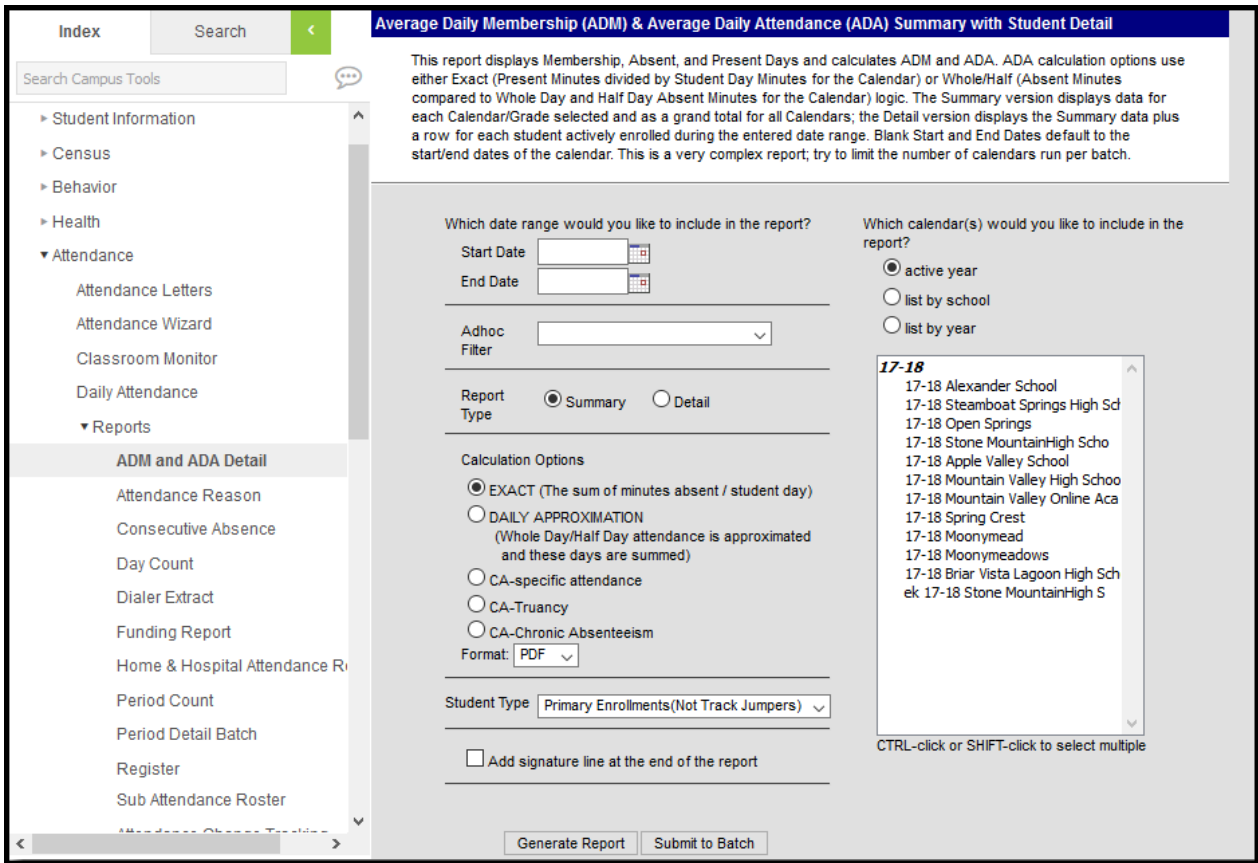 Index
Search
Search Campus Tools
Student Information
Census
Behavior
Health
Attendance
Attendance Letters
Attendance Wizard
Classroom Monitor
Daily Attendance
Reports
ADM and ADA Detail
Attendance Reason
Consecutive Absence
Day Count
Dialer Extract
Funding Report
Home & Hospital Attendance R
Period Count
Period Detail Batch
Register
Sub Attendance Roster
Average Daily Membership (ADM) & Average Daily Attendance (ADA) Summary with Student Detail
This report displays Membership, Absent, and Present Days and calculates ADM and ADA. ADA calculation options use
either Exact (Present Minutes divided by Student Day Minutes for the Calendar) or Whole/Half (Absent Minutes
compared to Whole Day and Half Day Absent Minutes for the Calendar) logic. The Summary version displays data for
each Calendar/Grade selected and as a grand total for all Calendars; the Detail version displays the Summary data plus
a row for each student actively enrolled during the entered date range. Blank Start and End Dates default to the
start/end dates of the calendar. This is a very complex report; try to limit the number of calendars run per batch.
Which date range would you like to include in the report?
Start Date
End Date
Adhoc
Filter
Report
Type
Summary
Detail
Calculation Options
EXACT (The sum of minutes absent / student day)
DAILY APPROXIMATION
(Whole Day/Half Day attendance is approximated
and these days are summed)
CA-specific attendance
CA-Truancy
CA-Chronic Absenteeism
Format: PDF
Student Type Primary Enrollments(Not Track Jumpers)
Add signature line at the end of the report
Generate Report
Submit to Batch
Which calendar(s) would you like to include in the
report?
active year
list by school
list by year
17-18
17-18 Alexander School
17-18 Steamboat Springs High Sch
17-18 Open Springs
17-18 Stone MountainHigh Scho
17-18 Apple Valley School
17-18 Mountain Valley High Schoo
17-18 Mountain Valley Online Aca
17-18 Spring Crest
17-18 Moonymead
17-18 Moonymeadows
17-18 Briar Vista Lagoon High Sch
ek 17-18 Stone MountainHigh S
CTRL-click or SHIFT-click to select multiple